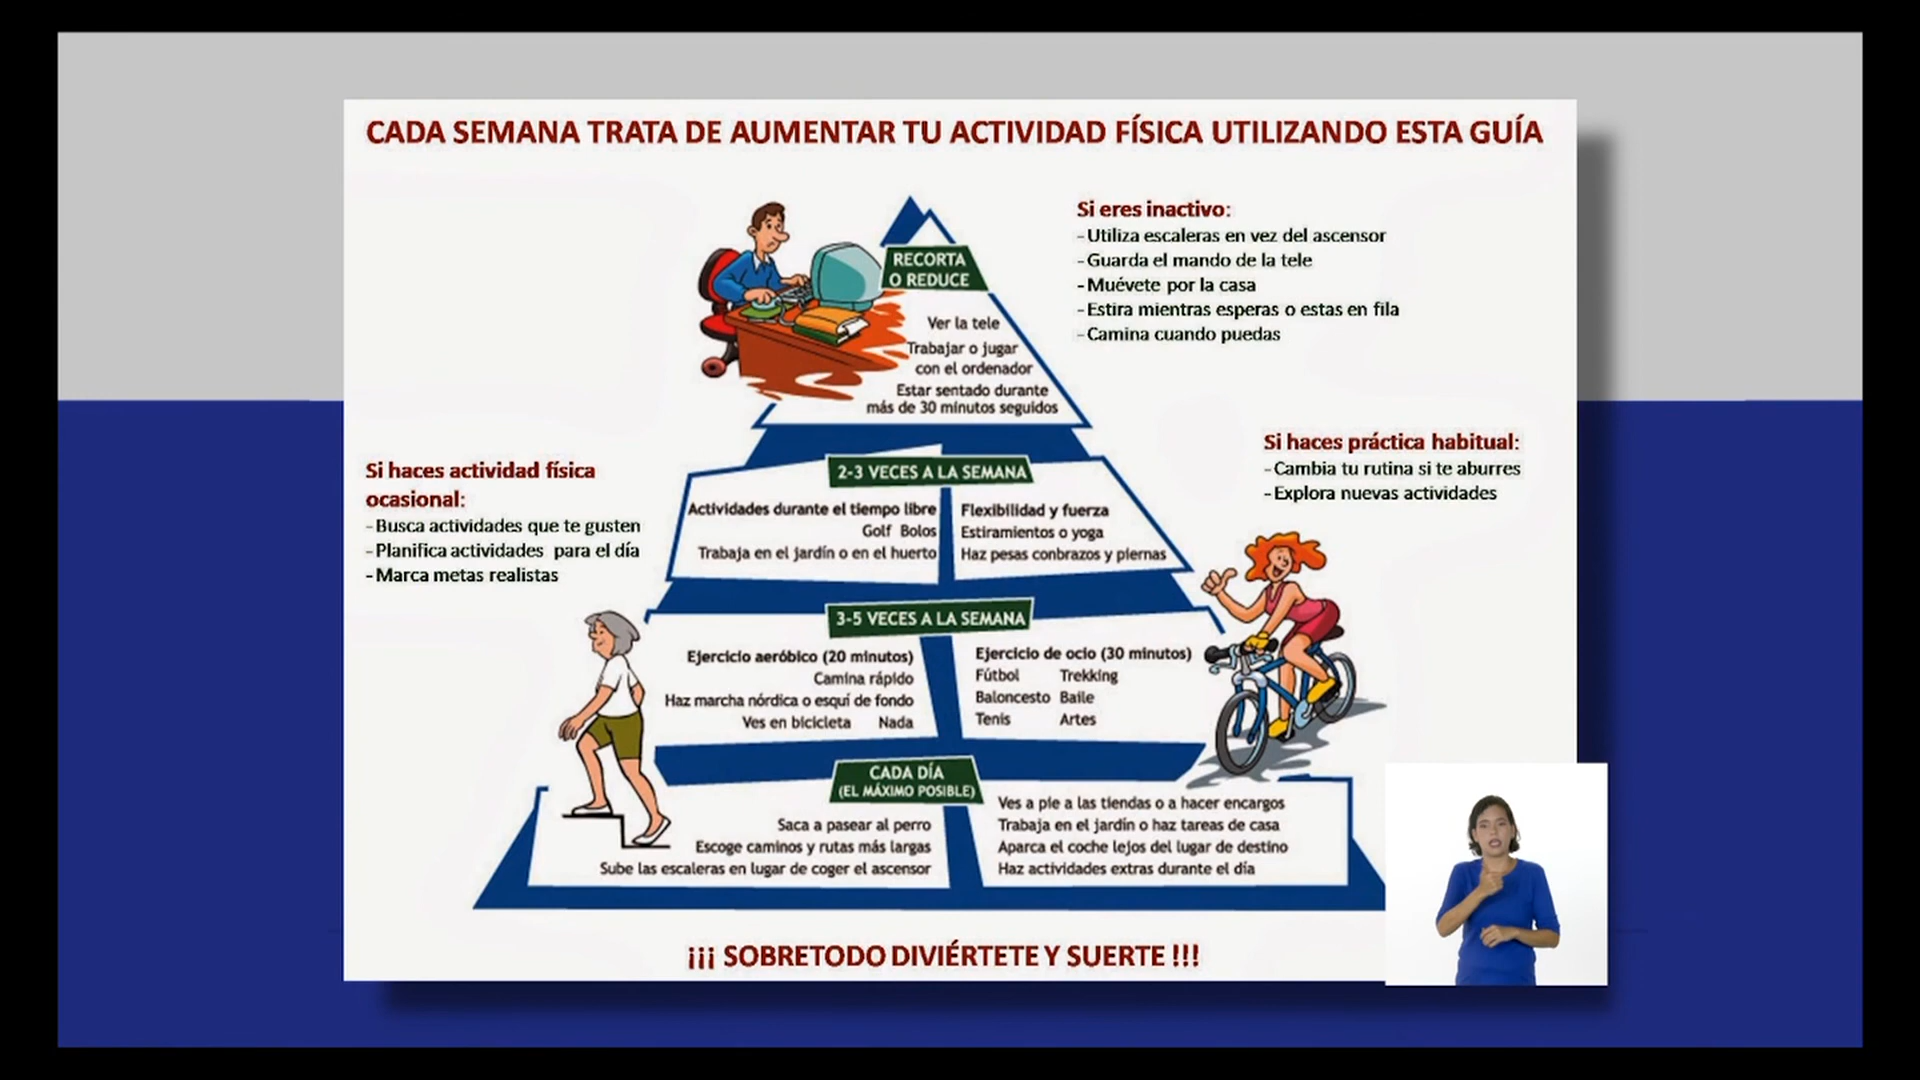 CADA SEMANA TRATA DE AUMENTAR TU ACTIVIDAD FÍSICA UTILIZANDO ESTA GUÍA
Si eres inactivo:
- Utiliza escaleras en vez del ascensor
- Guarda el mando de la tele
- Muévete por la casa
- Estira mientras esperas o estas en fila
- Camina cuando puedas
RECORTA
O REDUCE
Ver la tele
Trabajar o jugar
con el ordenador
Estar sentado durante
más de 30 minutos seguidos
Si haces actividad física
ocasional:
- Busca actividades que te gusten
- Planifica actividades para el día
- Marca metas realistas
Si haces práctica habitual:
- Cambia tu rutina si te aburres
- Explora nuevas actividades
2-3 VECES A LA SEMANA
Actividades durante el tiempo libre
Golf Bolos
Trabaja en el jardín o en el huerto
Flexibilidad y fuerza
Estiramientos o yoga
Haz pesas conbrazos y piernas
3-5 VECES A LA SEMANA
Ejercicio aeróbico (20 minutos)
Camina rápido
Haz marcha nórdica o esquí de fondo
Ves en bicicleta Nada
Ejercicio de ocio (30 minutos)
Fútbol Trekking
Baloncesto Baile
Tenis Artes
CADA DÍA
(EL MÁXIMO POSIBLE)
Saca a pasear al perro
Escoge caminos y rutas más largas
Sube las escaleras en lugar de coger el ascensor
Ves a pie a las tiendas o a hacer encargos
Trabaja en el jardín o haz tareas de casa
Aparca el coche lejos del lugar de destino
Haz actividades extras durante el día
¡¡¡ SOBRETODO DIVIÉRTETE Y SUERTE !!!